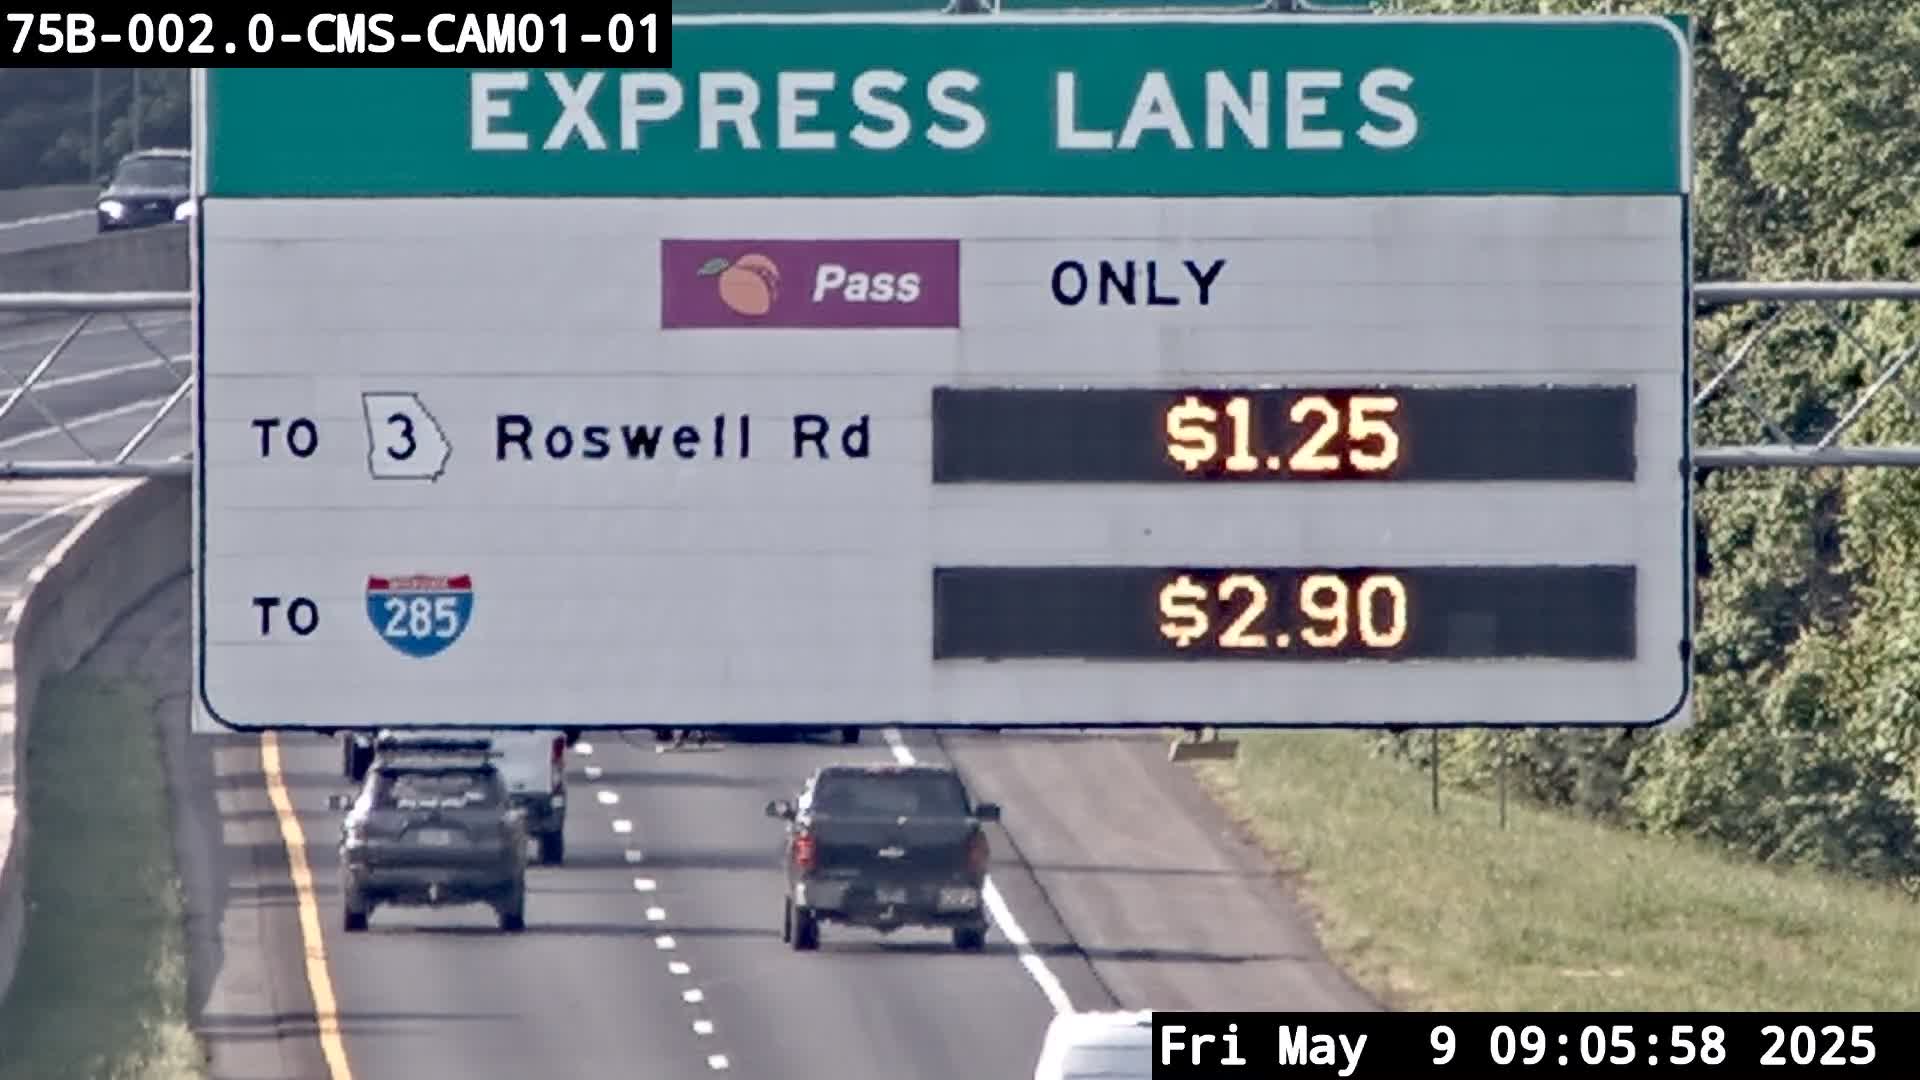 75B-002.0-CMS-CAM01-01
EXPRESS LANES
Pass ONLY
TO 3 Roswell Rd $1.25
TO 285 $2.90
Fri May 9 09:05:58 2025